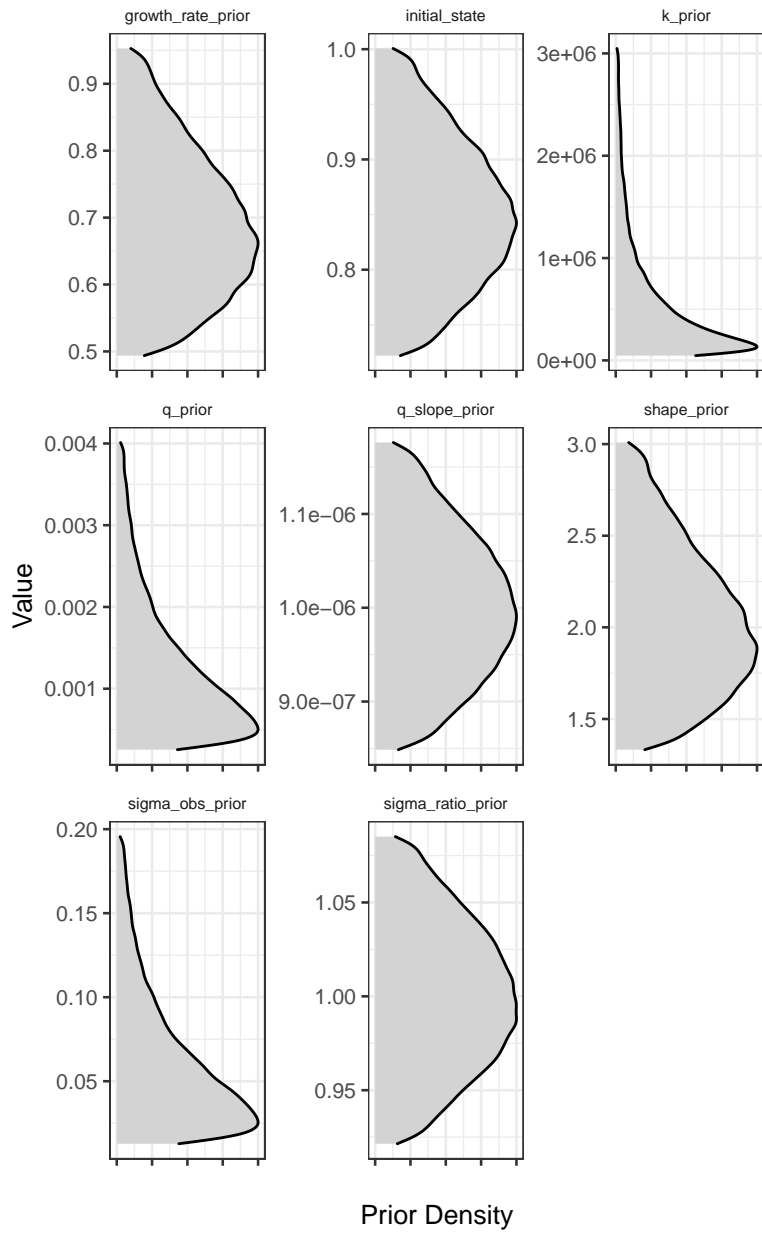 growth_rate_prior
initial_state
k_prior
0.9
0.8
0.7
0.6
0.5
1.0
0.9
0.8
3e+06
2e+06
1e+06
0e+00
q_prior
q_slope_prior
shape_prior
Value
0.004
0.003
0.002
0.001
1.1e−06
1.0e−06
9.0e−07
3.0
2.5
2.0
1.5
sigma_obs_prior
sigma_ratio_prior
0.20
0.15
0.10
0.05
1.05
1.00
0.95
Prior Density